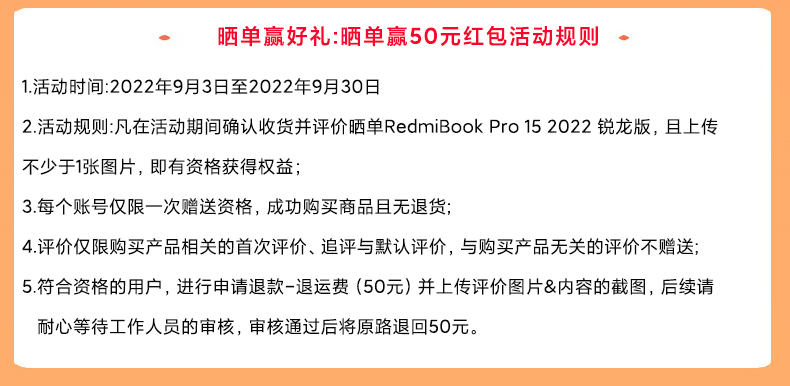 晒单赢好礼:晒单赢50元红包活动规则
1.活动时间:2022年9月3日至2022年9月30日
2.活动规则:凡在活动期间确认收货并评价晒单RedmiBook Pro 15 2022 锐龙版，且上传
不少于1张图片，即有资格获得权益；
3.每个账号仅限一次赠送资格，成功购买商品且无退货;
4.评价仅限购买产品相关的首次评价、追评与默认评价，与购买产品无关的评价不赠送;
5.符合资格的用户，进行申请退款-退运费（50元）并上传评价图片&内容的截图，后续请
耐心等待工作人员的审核，审核通过后将原路退回50元。